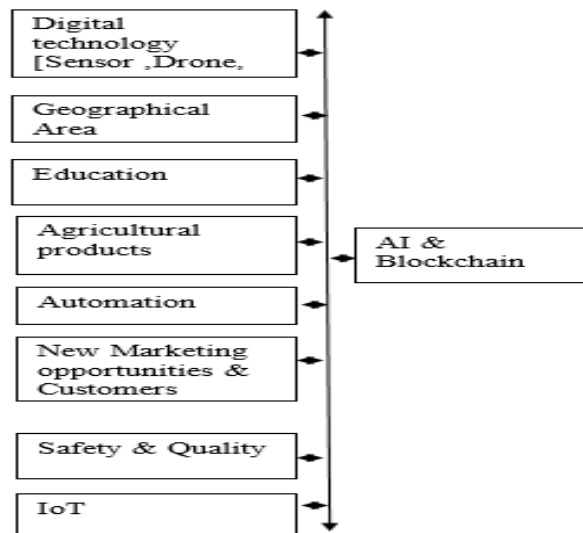 Digital
technology
[Sensor ,Drone,
Geographical
Area
Education
Agricultural
products
AI &
Blockchain
Automation
New Marketing
opportunities &
Customers
Safety & Quality
IoT